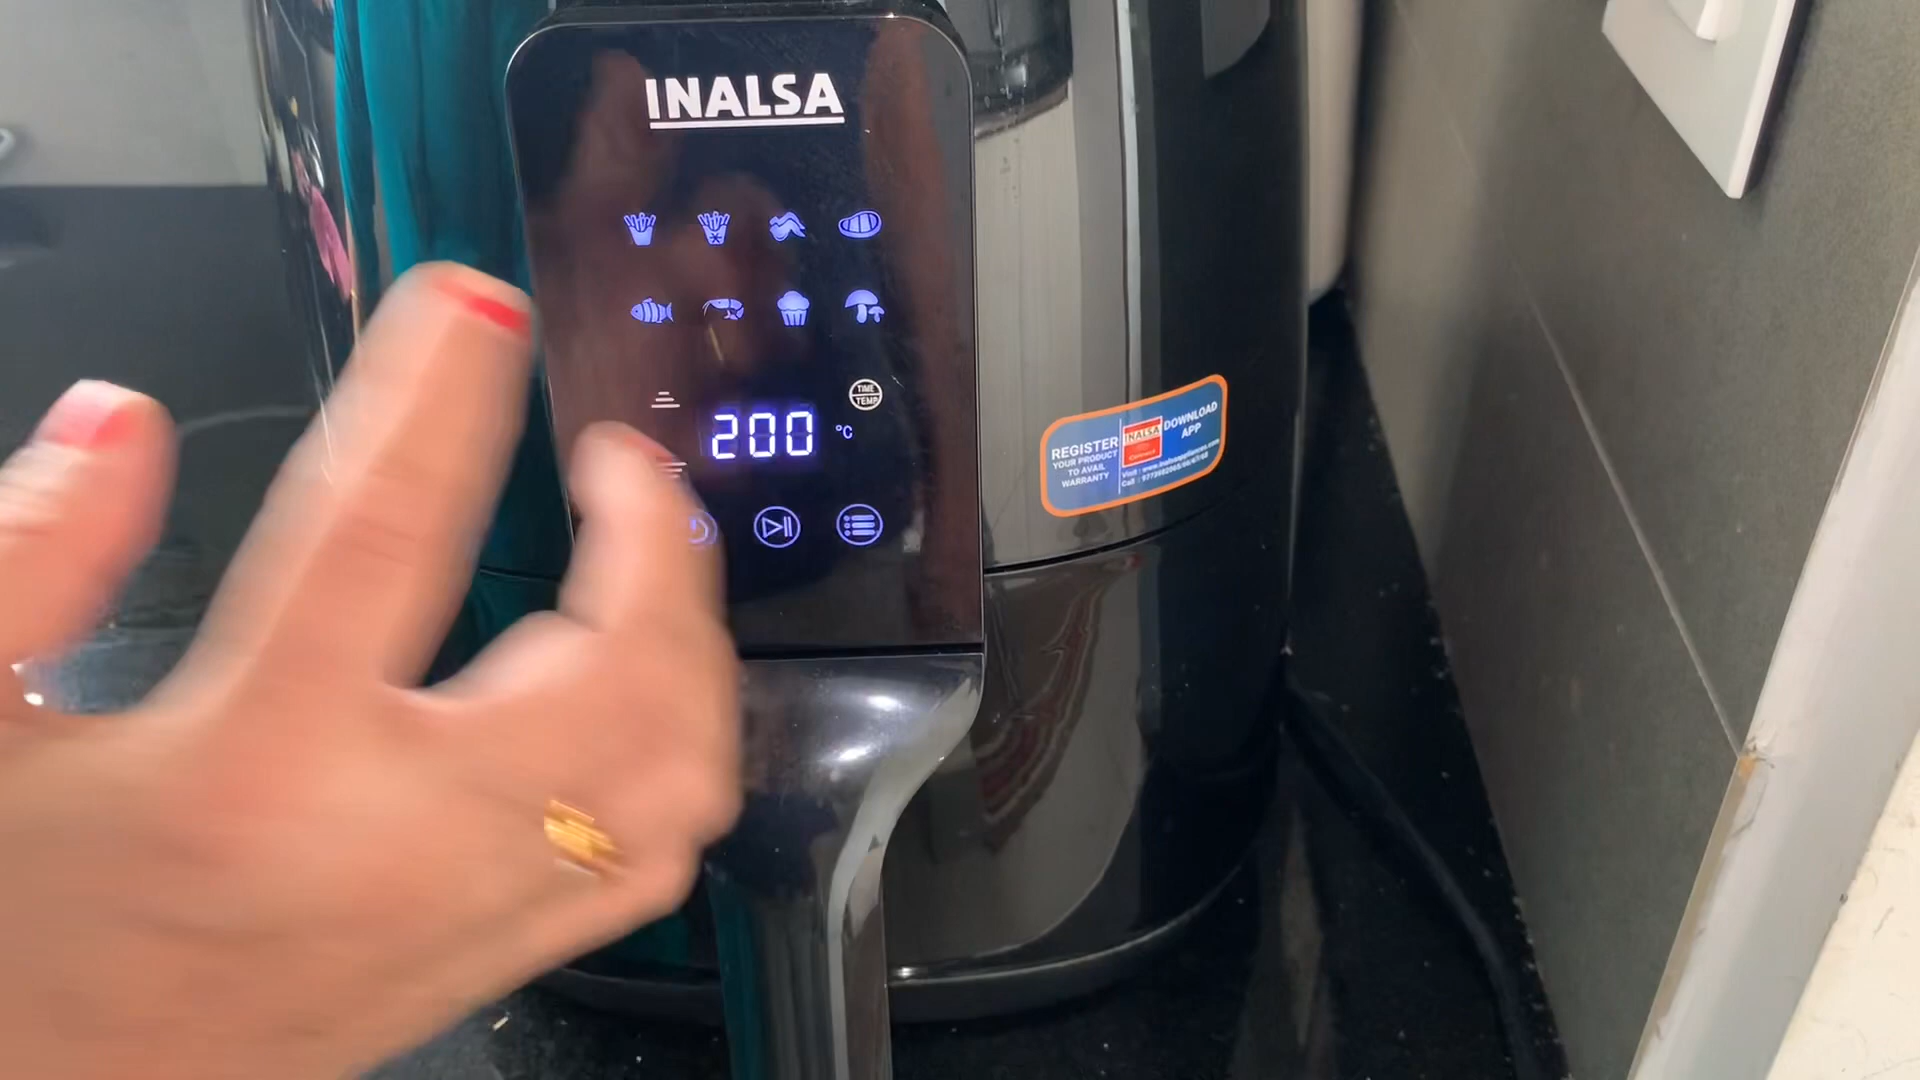 INALSA
TIME
TEMP
200 °C
REGISTER
YOUR PRODUCT
TO AVAIL
WARRANTY
INALSA
DOWNLOAD
APP